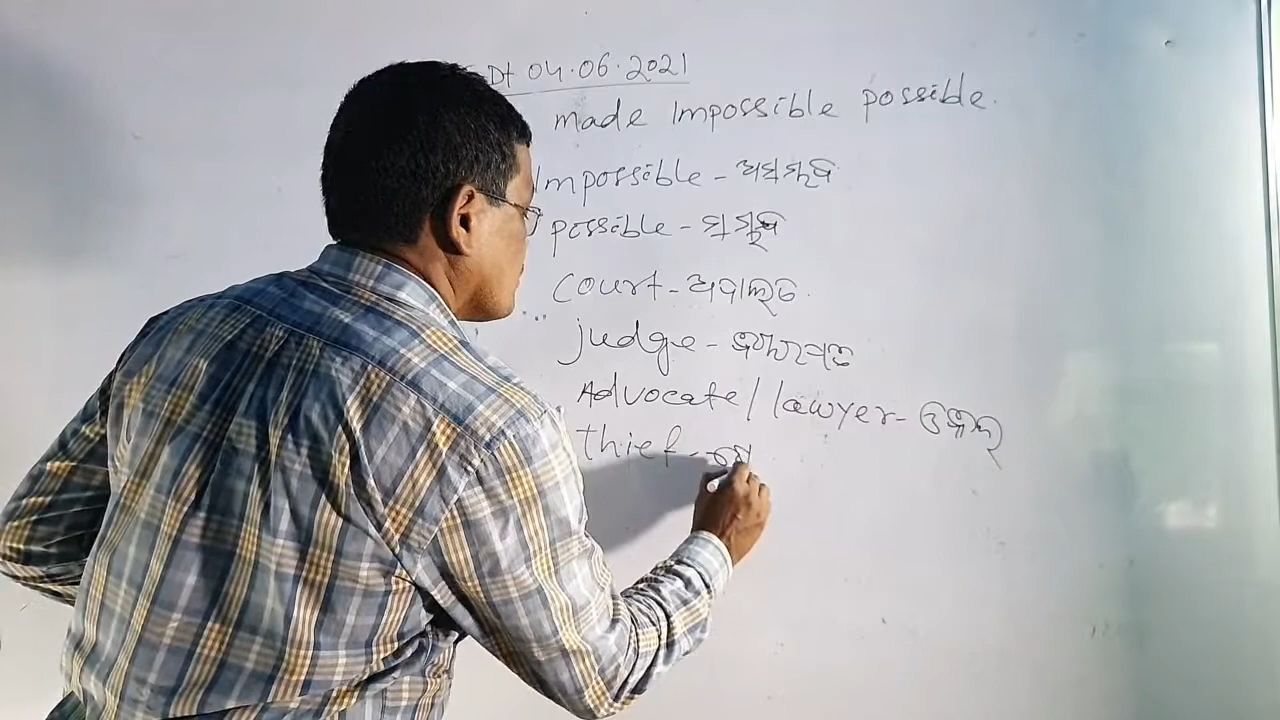 Dt 04.06.2021
made Impossible possible.
Impossible - ଅସମ୍ଭବ
possible - ସମ୍ଭବ
Court - ଅଦାଲତ
judge -
Advocate / lawyer - ଓକିଲ
thief -